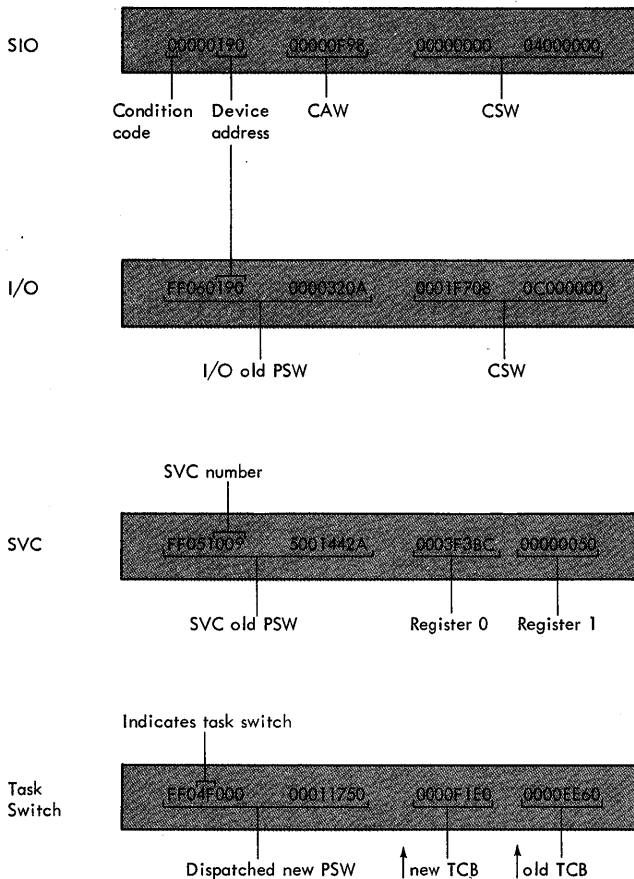 SIO 00000190 00000F98 00000000 04000000
Condition code Device address CAW CSW
I/O FF060190 0000320A 0001F708 0C000000
I/O old PSW CSW
SVC number
SVC FF051009 5001442A 0003F3BC 00000050
SVC old PSW Register 0 Register 1
Indicates task switch
Task Switch FF04F000 00011750 0000F1E0 0000EE60
Dispatched new PSW ↑ new TCB ↑ old TCB